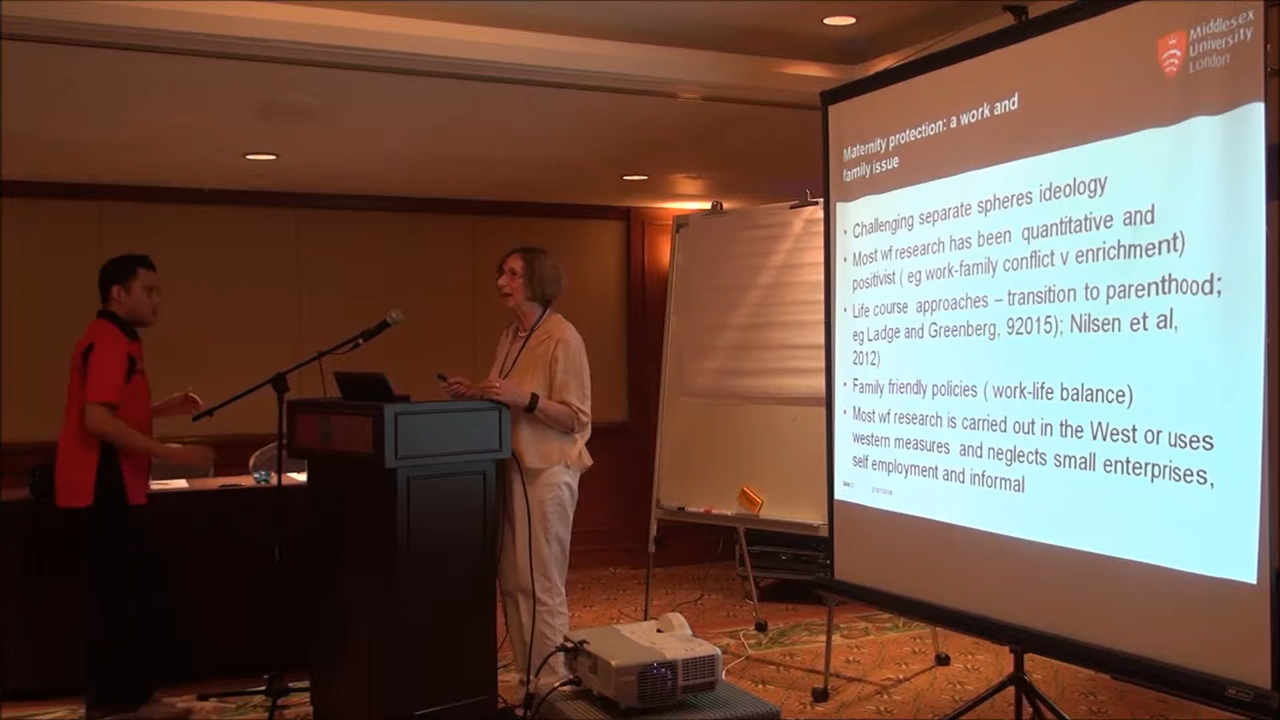 Middlesex
University
London
Maternity protection: a work and
family issue
• Challenging separate spheres ideology
• Most wf research has been quantitative and
positivist ( eg work-family conflict v enrichment)
• Life course approaches – transition to parenthood;
eg Ladge and Greenberg, 92015); Nilsen et al,
2012)
• Family friendly policies ( work-life balance)
• Most wf research is carried out in the West or uses
western measures and neglects small enterprises,
self employment and informal